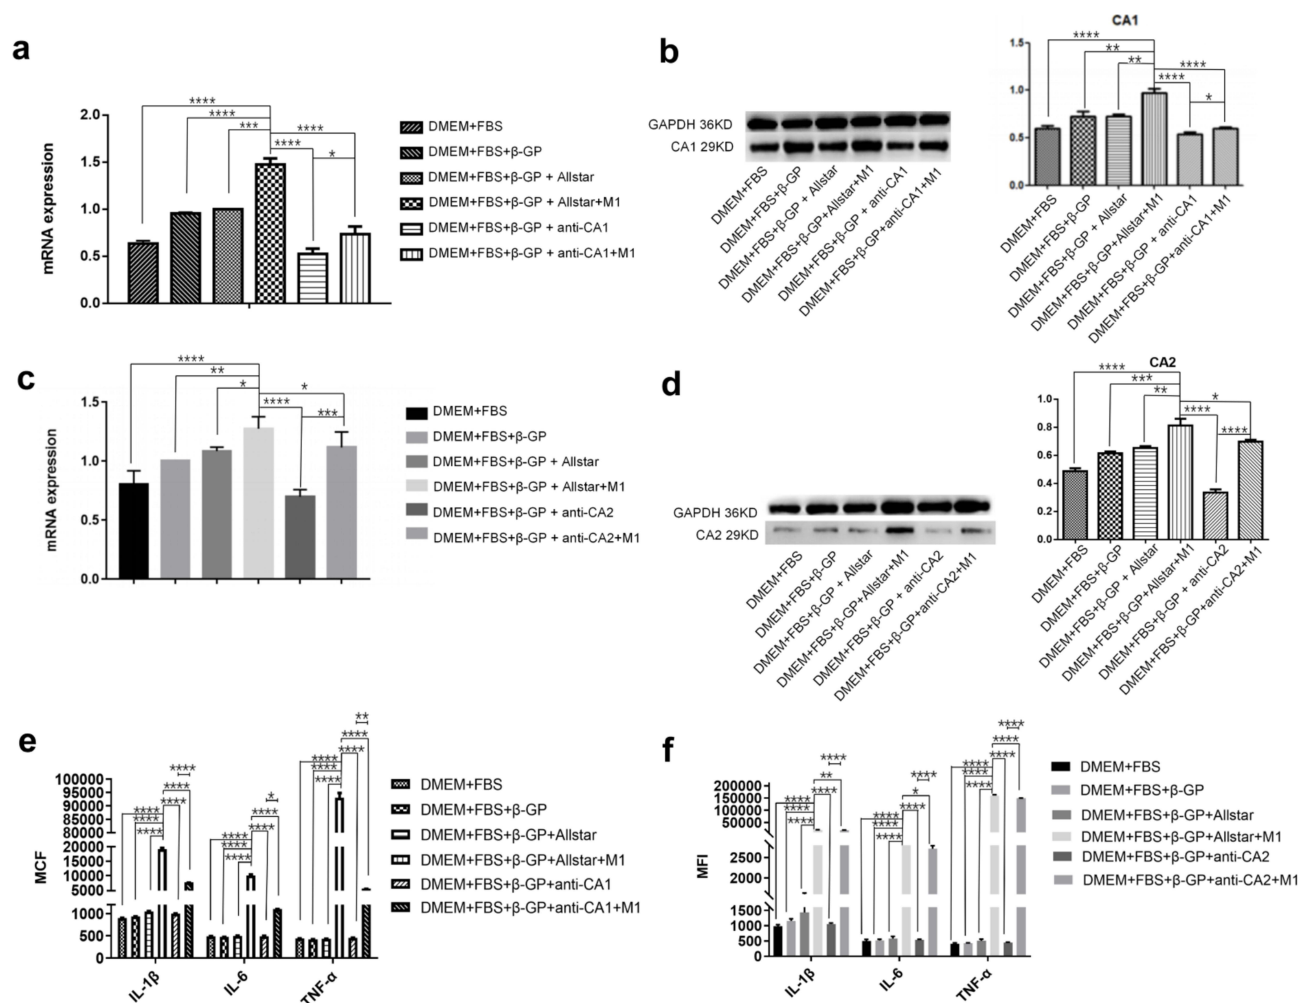 a
mRNA expression
2.0
1.5
1.0
0.5
0.0
****
****
***
****
****
*
DMEM+FBS
DMEM+FBS+β-GP
DMEM+FBS+β-GP + Allstar
DMEM+FBS+β-GP + Allstar+M1
DMEM+FBS+β-GP + anti-CA1
DMEM+FBS+β-GP + anti-CA1+M1
b
GAPDH 36KD
CA1 29KD
DMEM+FBS
DMEM+FBS+β-GP
DMEM+FBS+β-GP + Allstar
DMEM+FBS+β-GP+Allstar+M1
DMEM+FBS+β-GP + anti-CA1
DMEM+FBS+β-GP+anti-CA1+M1
CA1
1.5
1.0
0.5
0.0
****
**
**
****
****
*
DMEM+FBS
DMEM+FBS+β-GP
DMEM+FBS+β-GP + Allstar
DMEM+FBS+β-GP+Allstar+M1
DMEM+FBS+β-GP + anti-CA1
DMEM+FBS+β-GP+anti-CA1+M1
c
mRNA expression
1.5
1.0
0.5
0.0
****
**
*
*
****
***
DMEM+FBS
DMEM+FBS+β-GP
DMEM+FBS+β-GP + Allstar
DMEM+FBS+β-GP + Allstar+M1
DMEM+FBS+β-GP + anti-CA2
DMEM+FBS+β-GP + anti-CA2+M1
d
GAPDH 36KD
CA2 29KD
DMEM+FBS
DMEM+FBS+β-GP
DMEM+FBS+β-GP + Allstar
DMEM+FBS+β-GP+Allstar+M1
DMEM+FBS+β-GP + anti-CA2
DMEM+FBS+β-GP+anti-CA2+M1
CA2
1.0
0.8
0.6
0.4
0.2
0.0
****
***
**
*
****
****
DMEM+FBS
DMEM+FBS+β-GP
DMEM+FBS+β-GP + Allstar
DMEM+FBS+β-GP+Allstar+M1
DMEM+FBS+β-GP + anti-CA2
DMEM+FBS+β-GP+anti-CA2+M1
e
MCF
100000
95000
90000
85000
80000
20000
15000
10000
5000
1000
500
0
****
****
****
****
****
****
****
****
****
*
****
****
****
****
****
**
****
****
IL-1β
IL-6
TNF-α
DMEM+FBS
DMEM+FBS+β-GP
DMEM+FBS+β-GP+Allstar
DMEM+FBS+β-GP+Allstar+M1
DMEM+FBS+β-GP+anti-CA1
DMEM+FBS+β-GP+anti-CA1+M1
f
MFI
200000
150000
100000
50000
2500
2000
1500
1000
500
0
****
****
****
****
**
****
****
****
****
****
*
****
****
****
****
****
****
****
IL-1β
IL-6
TNF-α
DMEM+FBS
DMEM+FBS+β-GP
DMEM+FBS+β-GP+Allstar
DMEM+FBS+β-GP+Allstar+M1
DMEM+FBS+β-GP+anti-CA2
DMEM+FBS+β-GP+anti-CA2+M1